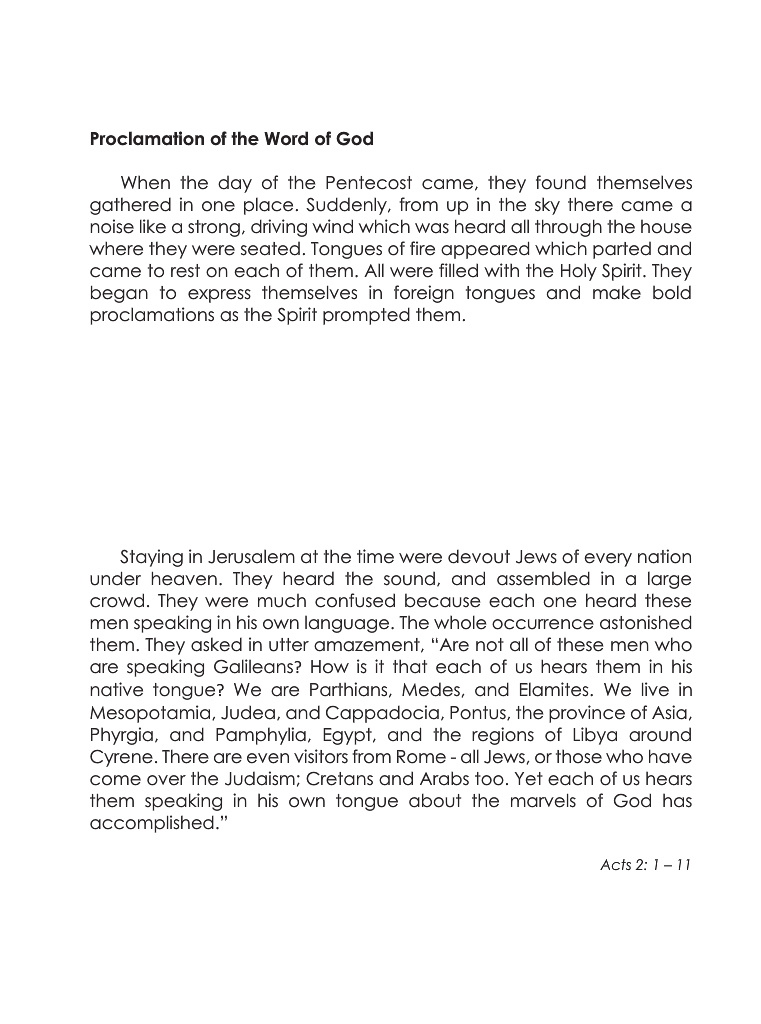 Proclamation of the Word of God
When the day of the Pentecost came, they found themselves
gathered in one place. Suddenly, from up in the sky there came a
noise like a strong, driving wind which was heard all through the house
where they were seated. Tongues of fire appeared which parted and
came to rest on each of them. All were filled with the Holy Spirit. They
began to express themselves in foreign tongues and make bold
proclamations as the Spirit prompted them.
Staying in Jerusalem at the time were devout Jews of every nation
under heaven. They heard the sound, and assembled in a large
crowd. They were much confused because each one heard these
men speaking in his own language. The whole occurrence astonished
them. They asked in utter amazement, “Are not all of these men who
are speaking Galileans? How is it that each of us hears them in his
native tongue? We are Parthians, Medes, and Elamites. We live in
Mesopotamia, Judea, and Cappadocia, Pontus, the province of Asia,
Phyrgia, and Pamphylia, Egypt, and the regions of Libya around
Cyrene. There are even visitors from Rome - all Jews, or those who have
come over the Judaism; Cretans and Arabs too. Yet each of us hears
them speaking in his own tongue about the marvels of God has
accomplished.”
Acts 2: 1 – 11